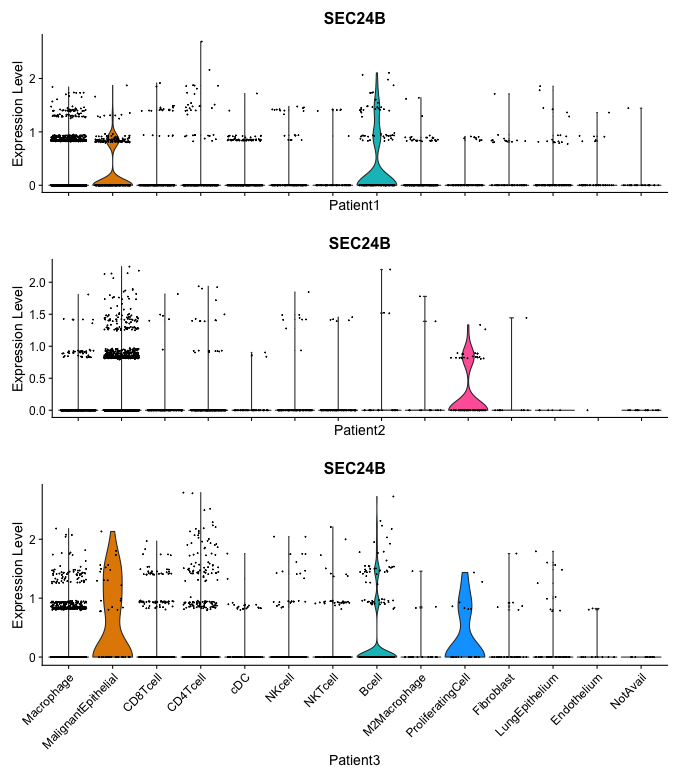 SEC24B
Expression Level
2
1
0
Patient1
SEC24B
Expression Level
2.0
1.5
1.0
0.5
0.0
Patient2
SEC24B
Expression Level
2
1
0
Macrophage
MalignantEpithelial
CD8Tcell
CD4Tcell
cDC
NKcell
NKTcell
Bcell
M2Macrophage
ProliferatingCell
Fibroblast
LungEpithelium
Endothelium
NotAvail
Patient3